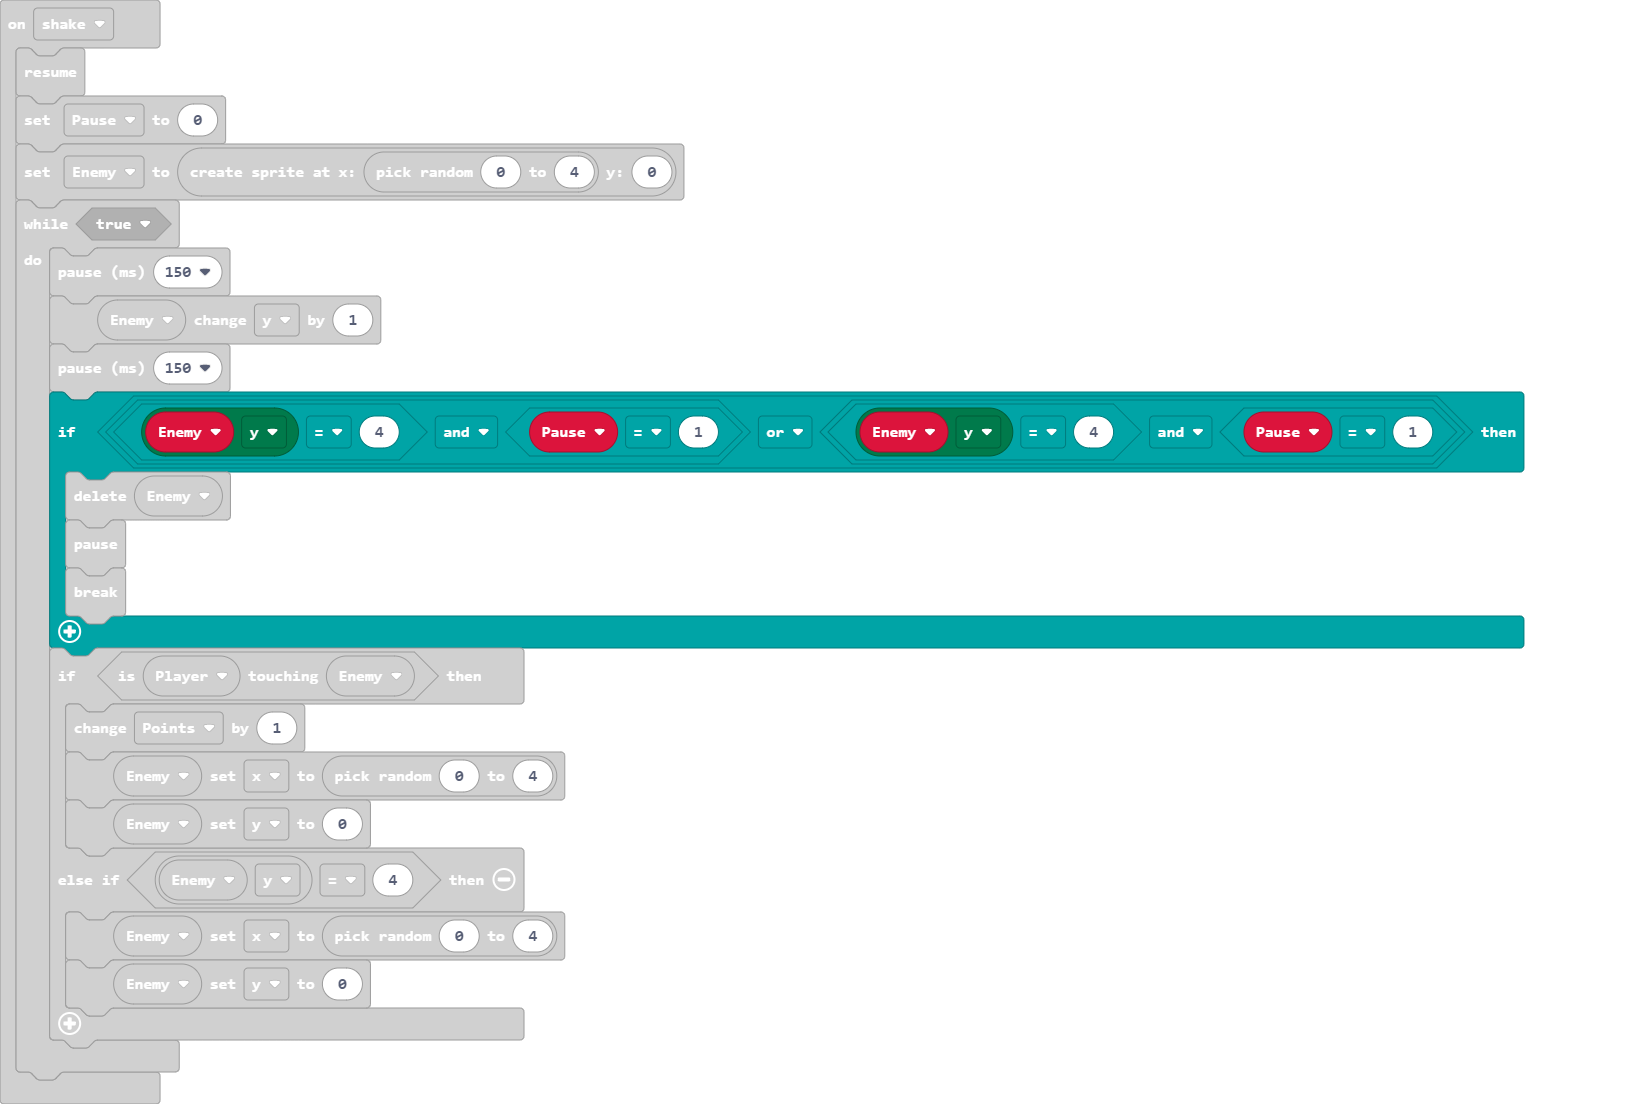 on shake
resume
set Pause to 0
set Enemy to create sprite at x: pick random 0 to 4 y: 0
while true
do
pause (ms) 150
Enemy change y by 1
pause (ms) 150
if Enemy y = 4 and Pause = 1 or Enemy y = 4 and Pause = 1 then
delete Enemy
pause
break
if is Player touching Enemy then
change Points by 1
Enemy set x to pick random 0 to 4
Enemy set y to 0
else if Enemy y = 4 then
Enemy set x to pick random 0 to 4
Enemy set y to 0